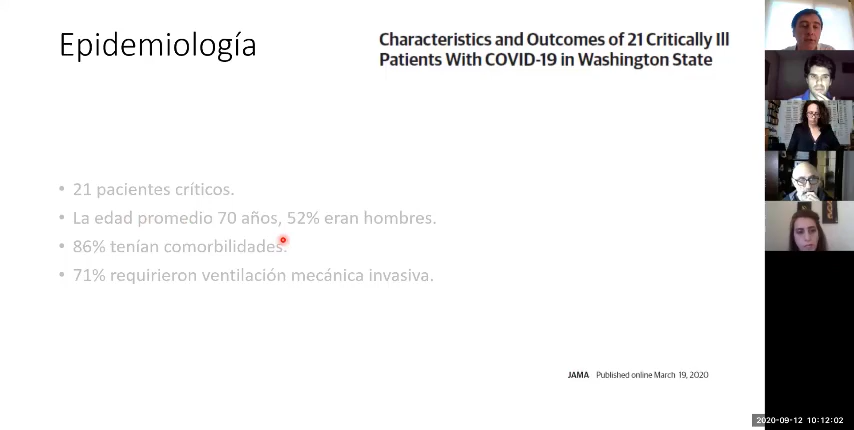 Epidemiología
Characteristics and Outcomes of 21 Critically Ill
Patients With COVID-19 in Washington State
• 21 pacientes críticos.
• La edad promedio 70 años, 52% eran hombres.
• 86% tenían comorbilidades.
• 71% requirieron ventilación mecánica invasiva.
JAMA Published online March 19, 2020
2020-09-12 10:12:02